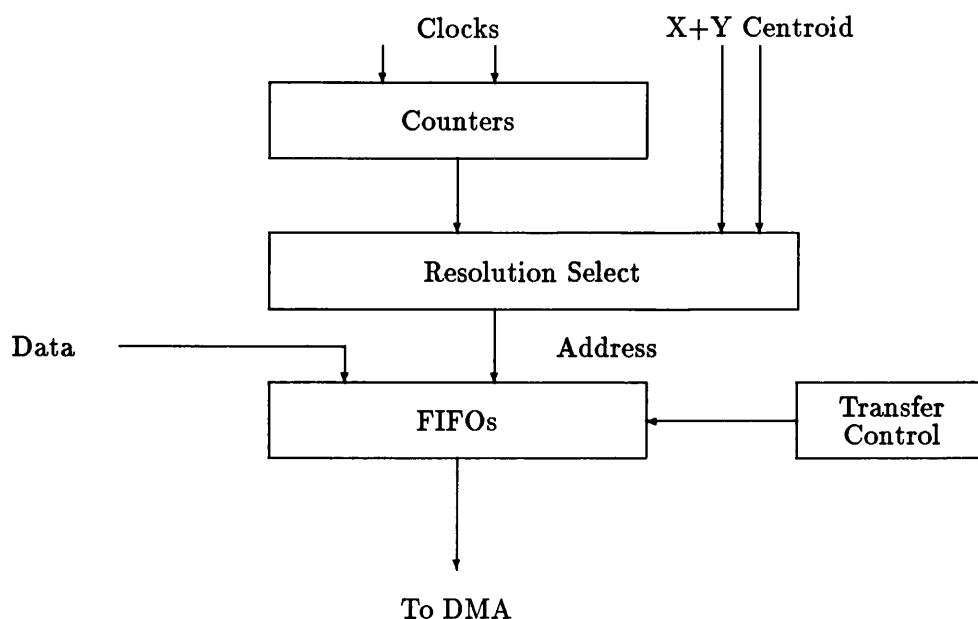 Clocks
X+Y Centroid
Counters
Resolution Select
Data
Address
FIFOs
Transfer
Control
To DMA